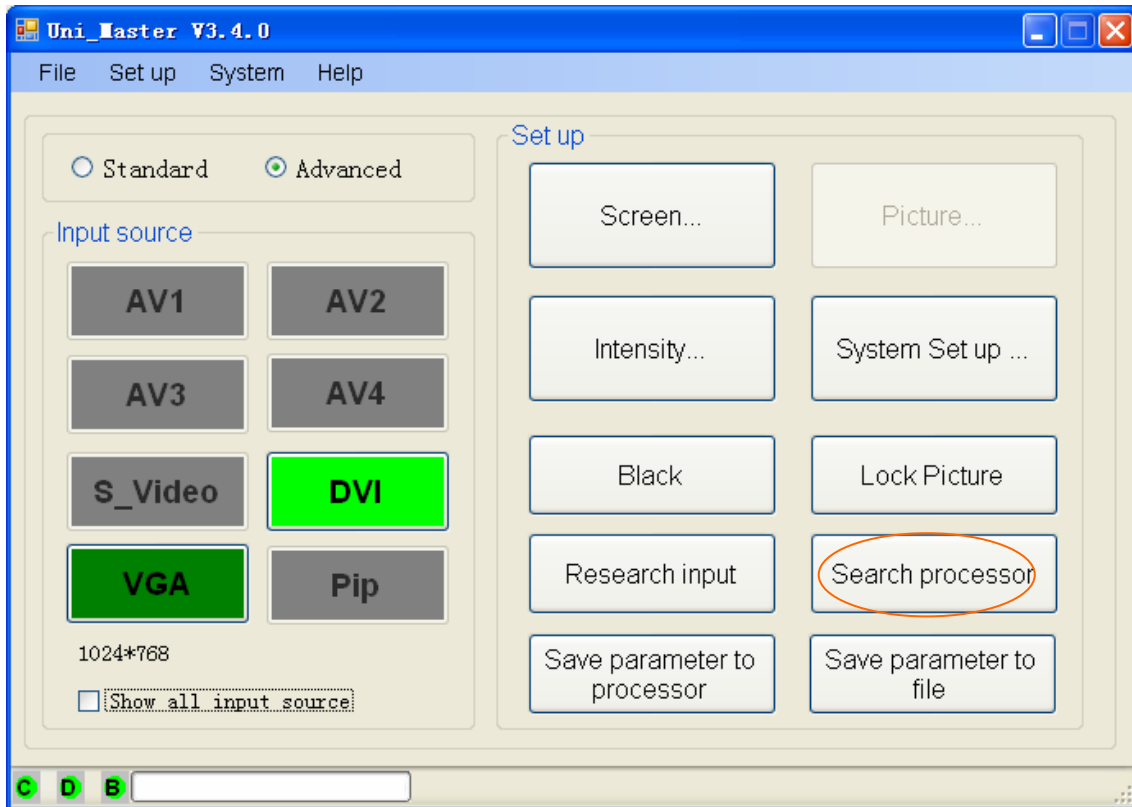 Uni_Master V3.4.0
File Set up System Help
Standard Advanced
Input source
AV1 AV2
AV3 AV4
S_Video DVI
VGA Pip
1024*768
Show all input source
Set up
Screen... Picture...
Intensity... System Set up ...
Black Lock Picture
Research input Search processor
Save parameter to
processor
Save parameter to
file
C D B